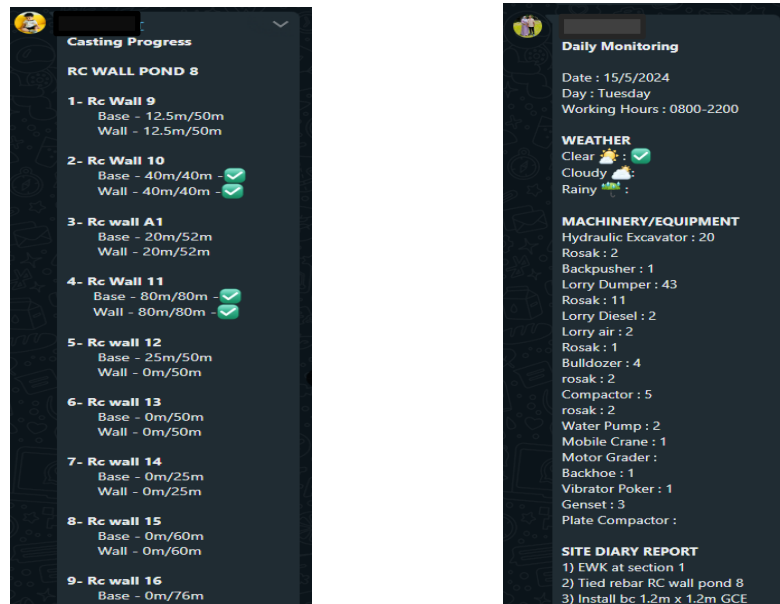 Casting Progress
RC WALL POND 8
1- Rc Wall 9
Base - 12.5m/50m
Wall - 12.5m/50m
2- Rc Wall 10
Base - 40m/40m -✅
Wall - 40m/40m -✅
3- Rc wall A1
Base - 20m/52m
Wall - 20m/52m
4- Rc Wall 11
Base - 80m/80m -✅
Wall - 80m/80m -✅
5- Rc wall 12
Base - 25m/50m
Wall - 0m/50m
6- Rc wall 13
Base - 0m/50m
Wall - 0m/50m
7- Rc wall 14
Base - 0m/25m
Wall - 0m/25m
8- Rc wall 15
Base - 0m/60m
Wall - 0m/60m
9- Rc wall 16
Base - 0m/76m
Daily Monitoring
Date : 15/5/2024
Day : Tuesday
Working Hours : 0800-2200
WEATHER
Clear 🌤 : ✅
Cloudy 🌥:
Rainy ☔ :
MACHINERY/EQUIPMENT
Hydraulic Excavator : 20
Rosak : 2
Backpusher : 1
Lorry Dumper : 43
Rosak : 11
Lorry Diesel : 2
Lorry air : 2
Rosak : 1
Bulldozer : 4
rosak : 2
Compactor : 5
rosak : 2
Water Pump : 2
Mobile Crane : 1
Motor Grader :
Backhoe : 1
Vibrator Poker : 1
Genset : 3
Plate Compactor :
SITE DIARY REPORT
1) EWK at section 1
2) Tied rebar RC wall pond 8
3) Install bc 1.2m x 1.2m GCE